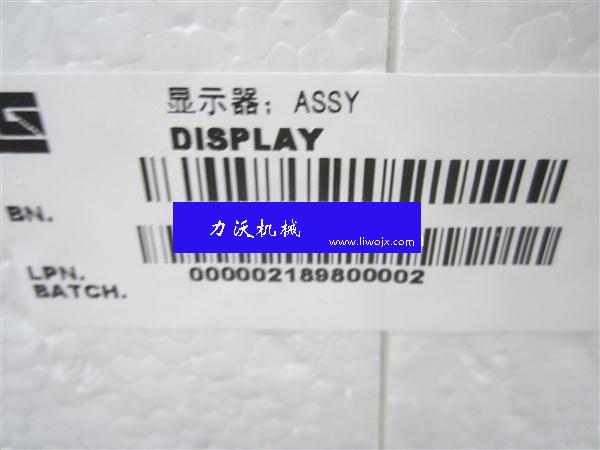 显示器; ASSY
DISPLAY
BN.
力沃机械
www.liwojx.com
LPN. 000002189800002
BATCH.